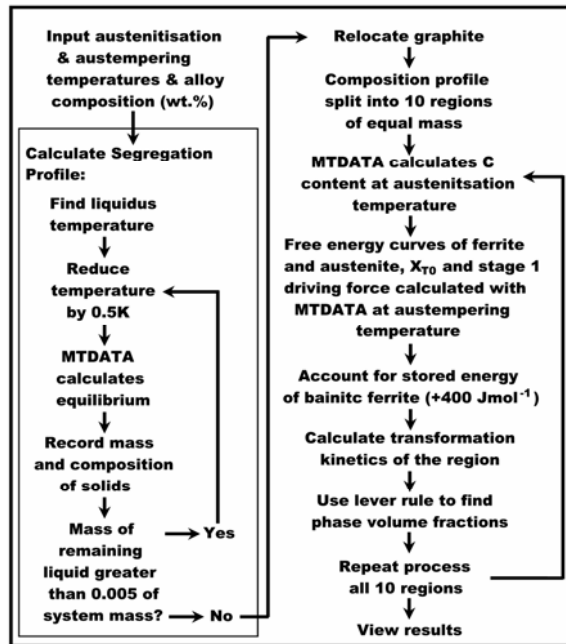 Input austenitisation
& austempering
temperatures & alloy
composition (wt.%)
Calculate Segregation
Profile:
Find liquidus
temperature
Reduce
temperature
by 0.5K
MTDATA
calculates
equilibrium
Record mass
and composition
of solids
Mass of
remaining
liquid greater
than 0.005 of
system mass?
Yes
No
Relocate graphite
Composition profile
split into 10 regions
of equal mass
MTDATA calculates C
content at austenitsation
temperature
Free energy curves of ferrite
and austenite, X_T0 and stage 1
driving force calculated with
MTDATA at austempering
temperature
Account for stored energy
of bainitc ferrite (+400 Jmol⁻¹)
Calculate transformation
kinetics of the region
Use lever rule to find
phase volume fractions
Repeat process
all 10 regions
View results